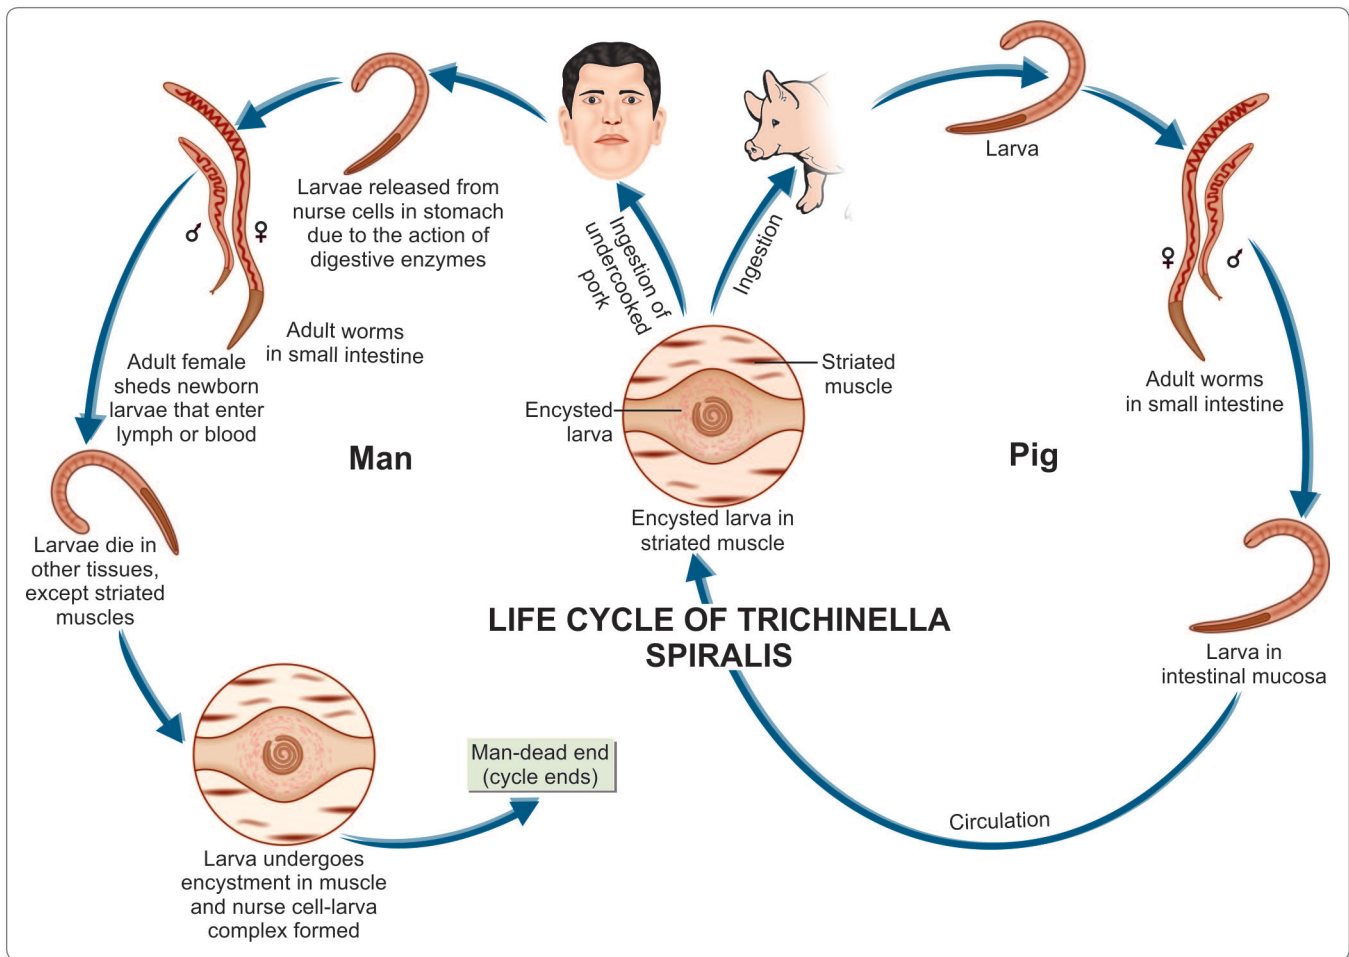 Larvae released from
nurse cells in stomach
due to the action of
digestive enzymes
♂
♀
Adult worms
in small intestine
Adult female
sheds newborn
larvae that enter
lymph or blood
Larvae die in
other tissues,
except striated
muscles
Larva undergoes
encystment in muscle
and nurse cell-larva
complex formed
Man-dead end
(cycle ends)
Man
Ingestion of
undercooked
pork
Ingestion
Striated
muscle
Encysted
larva
Encysted larva in
striated muscle
LIFE CYCLE OF TRICHINELLA
SPIRALIS
Pig
Larva
♀
♂
Adult worms
in small intestine
Larva in
intestinal mucosa
Circulation